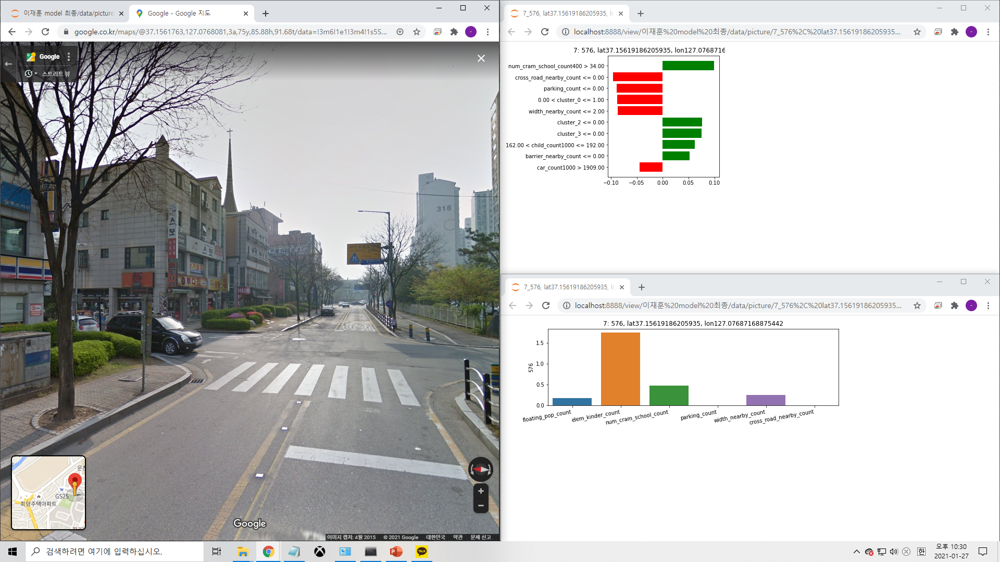 이재훈 model 최종/data/picture
Google - Google 지도
google.co.kr/maps/@37.1561763,127.0768081,3a,75y,85.88h,91.68t/data=!3m6!1e1!3m4!1s5S...
Google
스트리트 뷰
318
GS25
희망주택아파트
Google
이미지 캡처: 4월 2015 © 2021 Google 대한민국 약관 문제 신고
7_576, lat37.15619186205935, lo
localhost:8888/view/이재훈%20model%20최종/data/picture/7_576%2C%20lat37.15619186205935...
7: 576, lat37.15619186205935, lon127.0768716
num_cram_school_count400 > 34.00
cross_road_nearby_count <= 0.00
parking_count <= 0.00
0.00 < cluster_0 <= 1.00
width_nearby_count <= 2.00
cluster_2 <= 0.00
cluster_3 <= 0.00
162.00 < child_count1000 <= 192.00
barrier_nearby_count <= 0.00
car_count1000 > 1909.00
−0.10 −0.05 0.00 0.05 0.10
7_576, lat37.15619186205935, lo
localhost:8888/view/이재훈%20model%20최종/data/picture/7_576%2C%20lat37.15619186205935...
7: 576, lat37.15619186205935, lon127.07687168875442
1.5
1.0
0.5
0.0
576
floating_pop_count
elem_kinder_count
num_cram_school_count
parking_count
width_nearby_count
cross_road_nearby_count
검색하려면 여기에 입력하십시오.
TALK
한
오후 10:30
2021-01-27